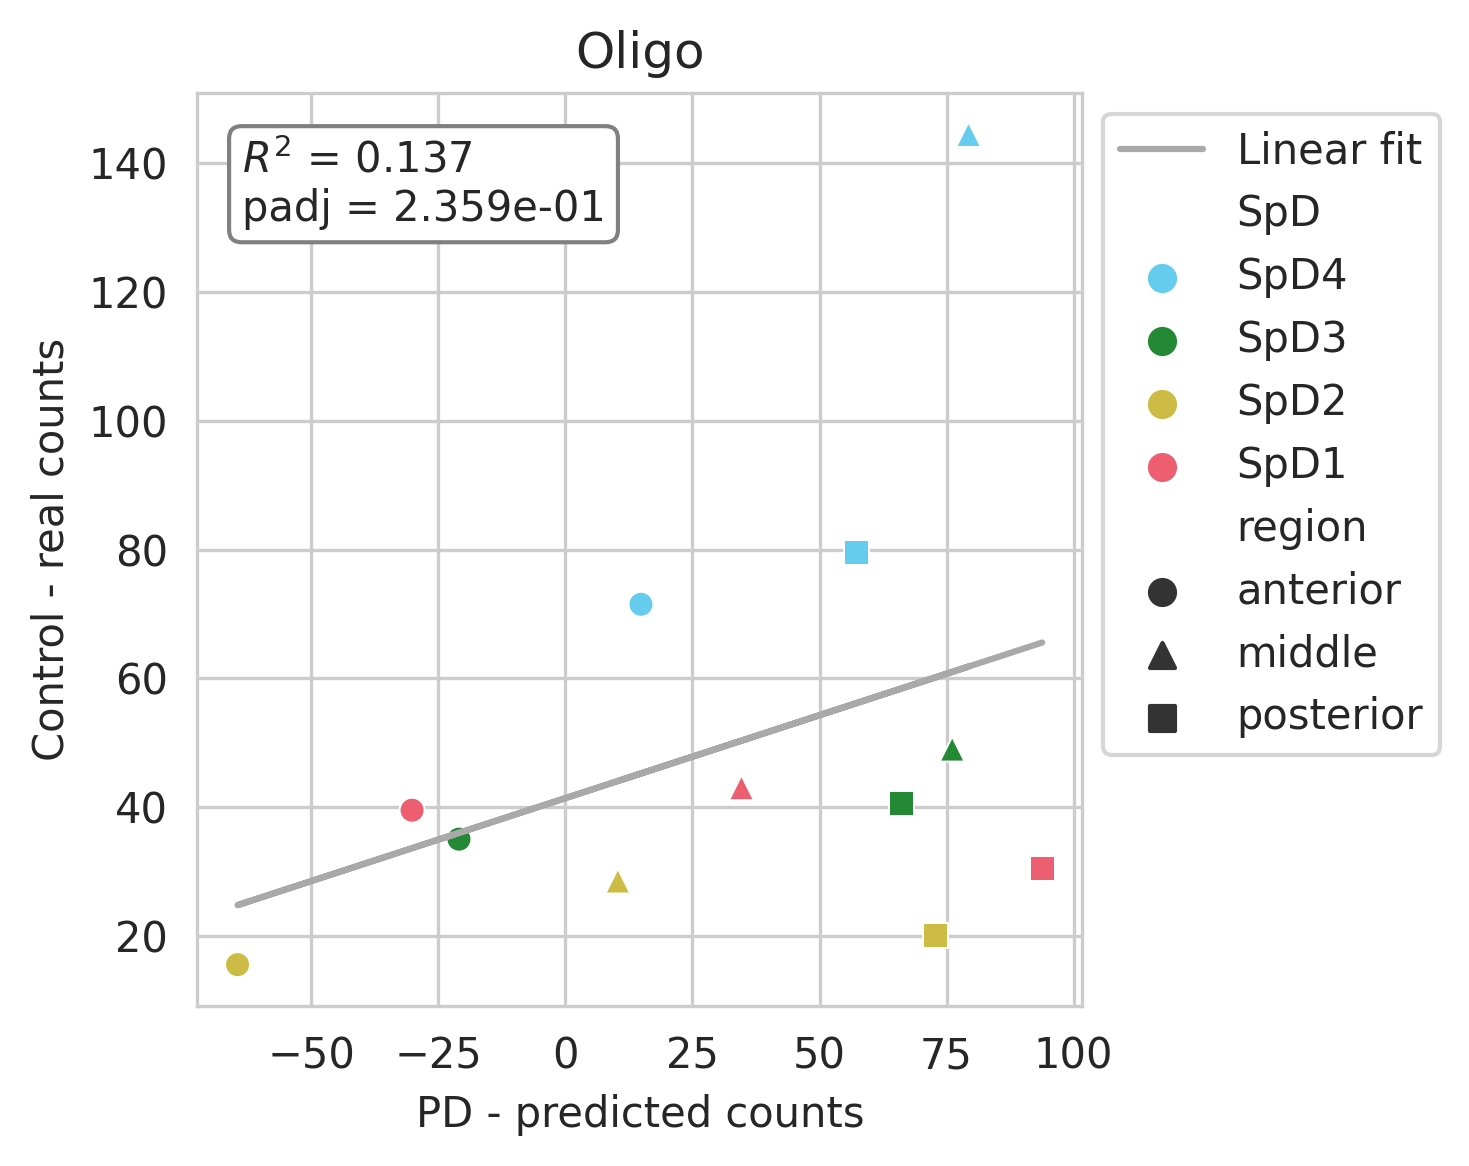 Oligo
R² = 0.137
padj = 2.359e-01
Control - real counts
140
120
100
80
60
40
20
−50 −25 0 25 50 75 100
PD - predicted counts
Linear fit
SpD
SpD4
SpD3
SpD2
SpD1
region
anterior
middle
posterior